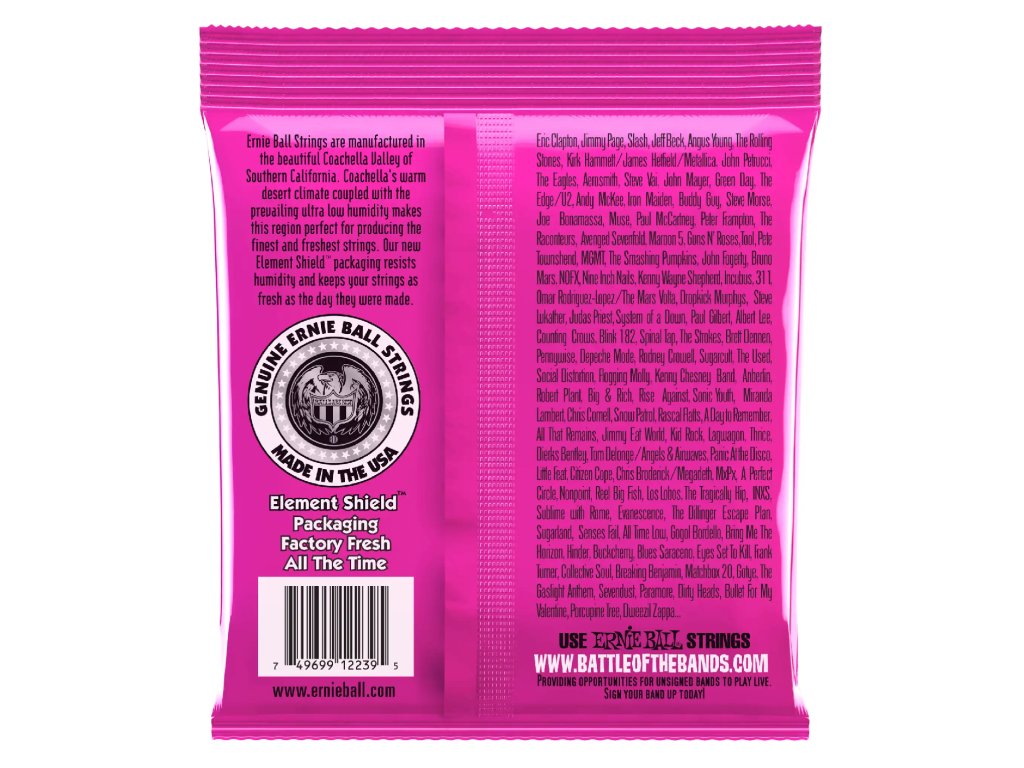 Ernie Ball Strings are manufactured in
the beautiful Coachella Valley of
Southern California. Coachella's warm
desert climate coupled with the
prevailing ultra low humidity makes
this region perfect for producing the
finest and freshest strings. Our new
Element Shield™ packaging resists
humidity and keeps your strings as
fresh as the day they were made.
GENUINE ERNIE BALL STRINGS
MADE IN THE USA
Element Shield™
Packaging
Factory Fresh
All The Time
7 49699 12239 5
www.ernieball.com
Eric Clapton, Jimmy Page, Slash, Jeff Beck, Angus Young, The Rolling
Stones, Kirk Hammett/James Hetfield/Metallica, John Petrucci,
The Eagles, Aerosmith, Steve Vai, John Mayer, Green Day, The
Edge/U2, Andy McKee, Iron Maiden, Buddy Guy, Steve Morse,
Joe Bonamassa, Muse, Paul McCartney, Peter Frampton, The
Raconteurs, Avenged Sevenfold, Maroon 5, Guns N' Roses, Tool, Pete
Townshend, MGMT, The Smashing Pumpkins, John Fogerty, Bruno
Mars, NOFX, Nine Inch Nails, Kenny Wayne Shepherd, Incubus, 311,
Omar Rodriguez-Lopez/The Mars Volta, Dropkick Murphys, Steve
Lukather, Judas Priest, System of a Down, Paul Gilbert, Albert Lee,
Counting Crows, Blink 182, Spinal Tap, The Strokes, Brett Dennen,
Pennywise, Depeche Mode, Rodney Crowell, Sugarcult, The Used,
Social Distortion, Flogging Molly, Kenny Chesney Band, Anberlin,
Robert Plant, Big & Rich, Rise Against, Sonic Youth, Miranda
Lambert, Chris Cornell, Snow Patrol, Rascal Flatts, A Day to Remember,
All That Remains, Jimmy Eat World, Kid Rock, Lagwagon, Thrice,
Dierks Bentley, Tom Delonge/Angels & Airwaves, Panic At the Disco,
Little Feat, Citizen Cope, Chris Broderick/Megadeth, MxPx, A Perfect
Circle, Nonpoint, Reel Big Fish, Los Lobos, The Tragically Hip, INXS,
Sublime with Rome, Evanescence, The Dillinger Escape Plan,
Sugarland, Senses Fail, All Time Low, Gogol Bordello, Bring Me The
Horizon, Hinder, Buckcherry, Blues Saraceno, Eyes Set To Kill, Frank
Turner, Collective Soul, Breaking Benjamin, Matchbox 20, Gotye, The
Gaslight Anthem, Sevendust, Paramore, Dirty Heads, Bullet For My
Valentine, Porcupine Tree, Dweezil Zappa...
USE ERNIE BALL STRINGS
WWW.BATTLEOFTHEBANDS.COM
PROVIDING OPPORTUNITIES FOR UNSIGNED BANDS TO PLAY LIVE.
SIGN YOUR BAND UP TODAY!